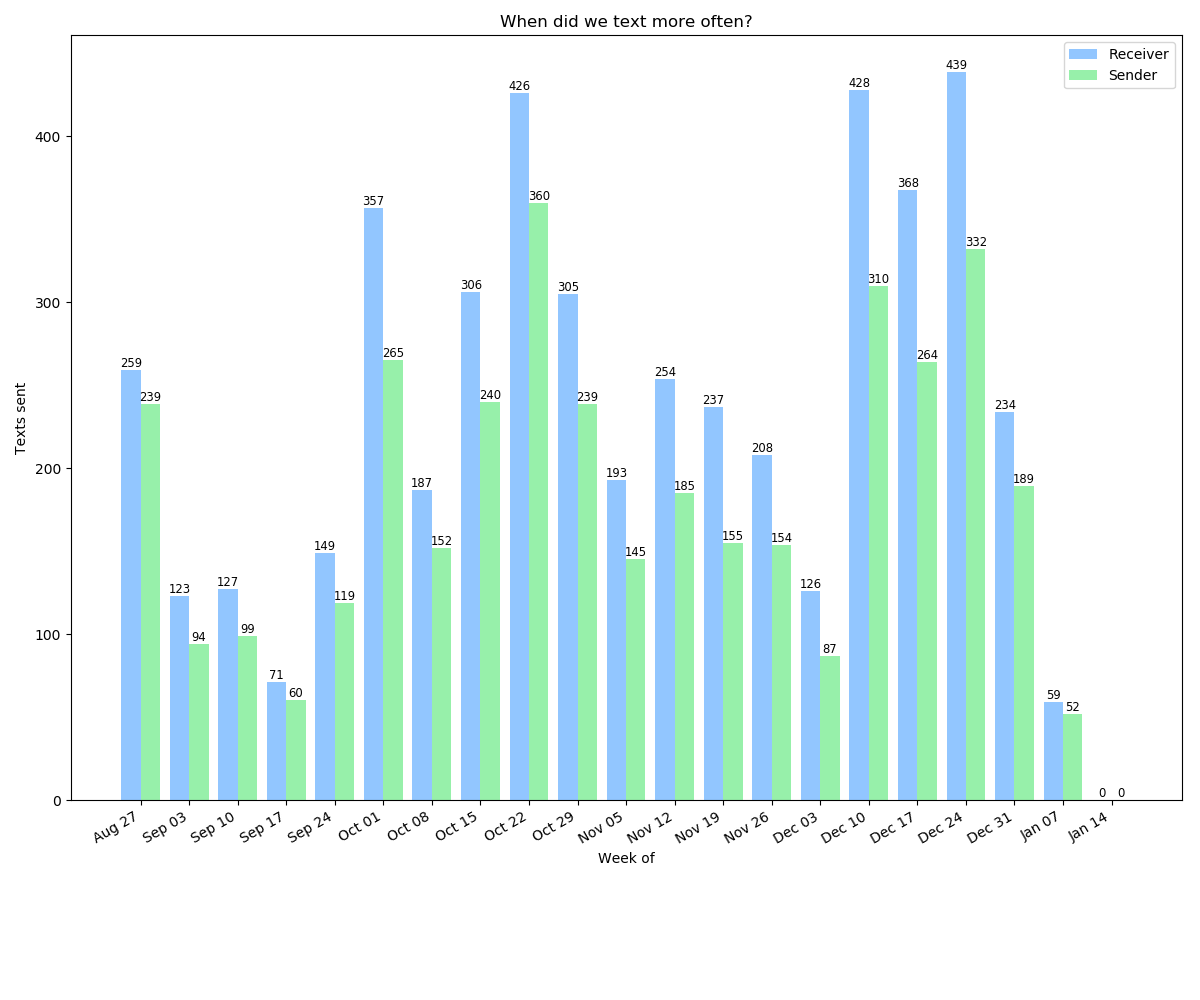 When did we text more often?
Receiver
Sender
Texts sent
400
300
200
100
0
259
239
123
94
127
99
71
60
149
119
357
265
187
152
306
240
426
360
305
239
193
145
254
185
237
155
208
154
126
87
428
310
368
264
439
332
234
189
59
52
0
0
Aug 27
Sep 03
Sep 10
Sep 17
Sep 24
Oct 01
Oct 08
Oct 15
Oct 22
Oct 29
Nov 05
Nov 12
Nov 19
Nov 26
Dec 03
Dec 10
Dec 17
Dec 24
Dec 31
Jan 07
Jan 14
Week of